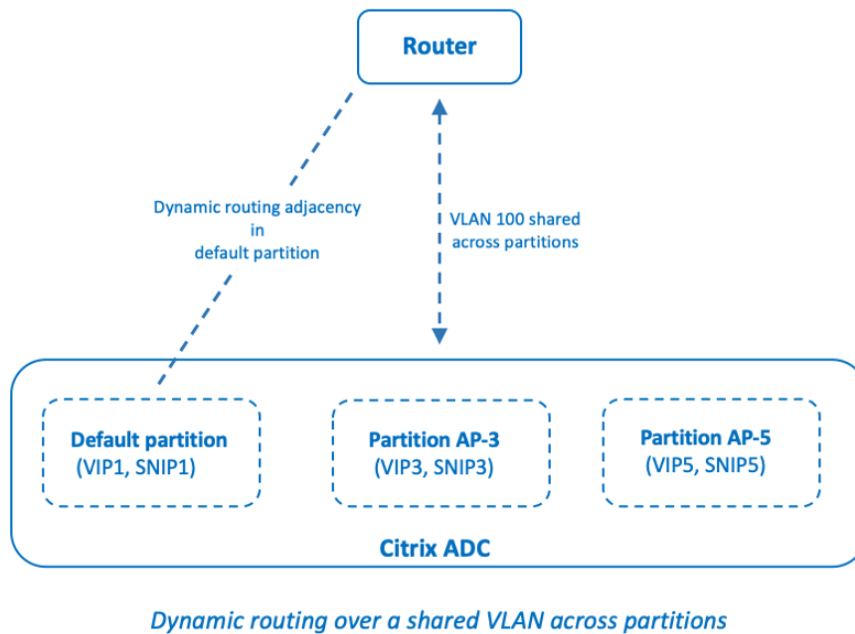 Router
Dynamic routing adjacency
in
default partition
VLAN 100 shared
across partitions
Default partition
(VIP1, SNIP1)
Partition AP-3
(VIP3, SNIP3)
Partition AP-5
(VIP5, SNIP5)
Citrix ADC
Dynamic routing over a shared VLAN across partitions